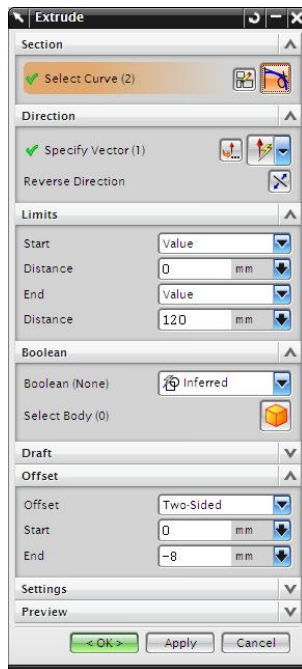 Extrude
Section
Select Curve (2)
Direction
Specify Vector (1)
Reverse Direction
Limits
Start Value
Distance 0 mm
End Value
Distance 120 mm
Boolean
Boolean (None) Inferred
Select Body (0)
Draft
Offset
Offset Two-Sided
Start 0 mm
End -8 mm
Settings
Preview
< OK > Apply Cancel